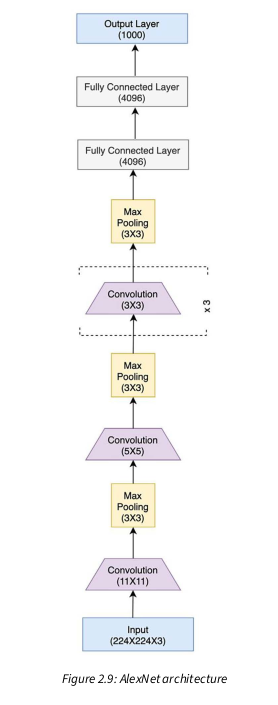 Output Layer
(1000)
Fully Connected Layer
(4096)
Fully Connected Layer
(4096)
Max
Pooling
(3X3)
Convolution
(3X3)
x 3
Max
Pooling
(3X3)
Convolution
(5X5)
Max
Pooling
(3X3)
Convolution
(11X11)
Input
(224X224X3)
Figure 2.9: AlexNet architecture